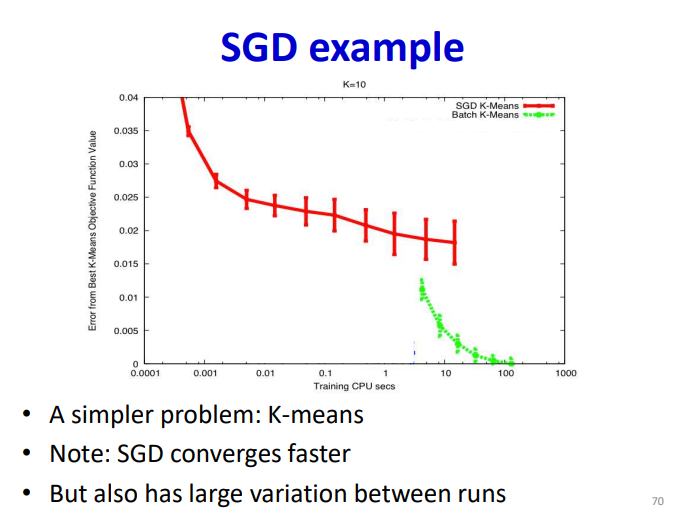 SGD example
K=10
SGD K-Means
Batch K-Means
Error from Best K-Means Objective Function Value
0.04
0.035
0.03
0.025
0.02
0.015
0.01
0.005
0
0.0001
0.001
0.01
0.1
1
10
100
1000
Training CPU secs
• A simpler problem: K-means
• Note: SGD converges faster
• But also has large variation between runs
70